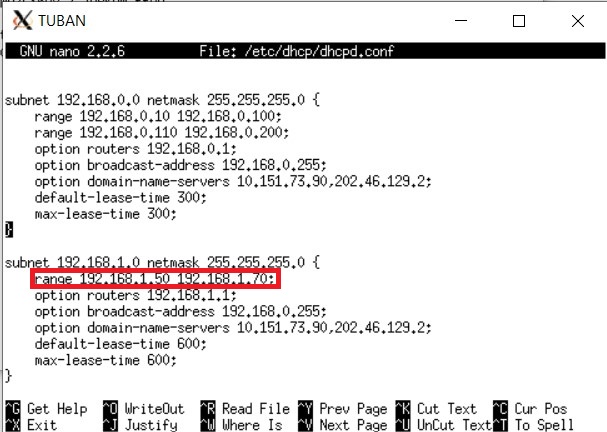 TUBAN
GNU nano 2.2.6 File: /etc/dhcp/dhcpd.conf
subnet 192.168.0.0 netmask 255.255.255.0 {
range 192.168.0.10 192.168.0.100;
range 192.168.0.110 192.168.0.200;
option routers 192.168.0.1;
option broadcast-address 192.168.0.255;
option domain-name-servers 10.151.73.90,202.46.129.2;
default-lease-time 300;
max-lease-time 300;
}
subnet 192.168.1.0 netmask 255.255.255.0 {
range 192.168.1.50 192.168.1.70;
option routers 192.168.1.1;
option broadcast-address 192.168.0.255;
option domain-name-servers 10.151.73.90,202.46.129.2;
default-lease-time 600;
max-lease-time 600;
}
^G Get Help ^O WriteOut ^R Read File ^Y Prev Page ^K Cut Text ^C Cur Pos
^X Exit ^J Justify ^W Where Is ^V Next Page ^U UnCut Text ^T To Spell